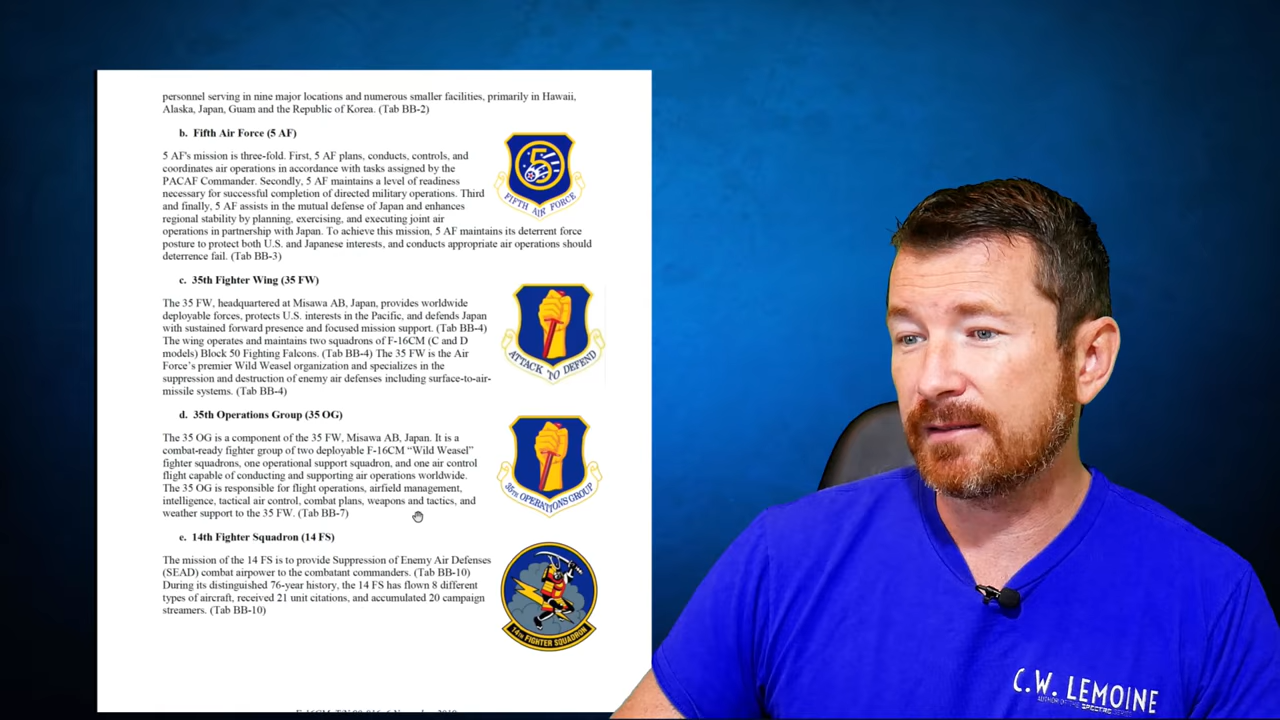 personnel serving in nine major locations and numerous smaller facilities, primarily in Hawaii,
Alaska, Japan, Guam and the Republic of Korea. (Tab BB-2)
b. Fifth Air Force (5 AF)
5 AF's mission is three-fold. First, 5 AF plans, conducts, controls, and
coordinates air operations in accordance with tasks assigned by the
PACAF Commander. Secondly, 5 AF maintains a level of readiness
necessary for successful completion of directed military operations. Third
and finally, 5 AF assists in the mutual defense of Japan and enhances
regional stability by planning, exercising, and executing joint air
operations in partnership with Japan. To achieve this mission, 5 AF maintains its deterrent force
posture to protect both U.S. and Japanese interests, and conducts appropriate air operations should
deterrence fail. (Tab BB-3)
5
FIFTH AIR FORCE
c. 35th Fighter Wing (35 FW)
The 35 FW, headquartered at Misawa AB, Japan, provides worldwide
deployable forces, protects U.S. interests in the Pacific, and defends Japan
with sustained forward presence and focused mission support. (Tab BB-4)
The wing operates and maintains two squadrons of F-16CM (C and D
models) Block 50 Fighting Falcons. (Tab BB-4) The 35 FW is the Air
Force's premier Wild Weasel organization and specializes in the
suppression and destruction of enemy air defenses including surface-to-air-
missile systems. (Tab BB-4)
ATTACK TO DEFEND
d. 35th Operations Group (35 OG)
The 35 OG is a component of the 35 FW, Misawa AB, Japan. It is a
combat-ready fighter group of two deployable F-16CM “Wild Weasel”
fighter squadrons, one operational support squadron, and one air control
flight capable of conducting and supporting air operations worldwide.
The 35 OG is responsible for flight operations, airfield management,
intelligence, tactical air control, combat plans, weapons and tactics, and
weather support to the 35 FW. (Tab BB-7)
35TH OPERATIONS GROUP
e. 14th Fighter Squadron (14 FS)
The mission of the 14 FS is to provide Suppression of Enemy Air Defenses
(SEAD) combat airpower to the combatant commanders. (Tab BB-10)
During its distinguished 76-year history, the 14 FS has flown 8 different
types of aircraft, received 21 unit citations, and accumulated 20 campaign
streamers. (Tab BB-10)
14TH FIGHTER SQUADRON
C.W. LEMOINE
AUTHOR OF THE SPECTRE SERIES